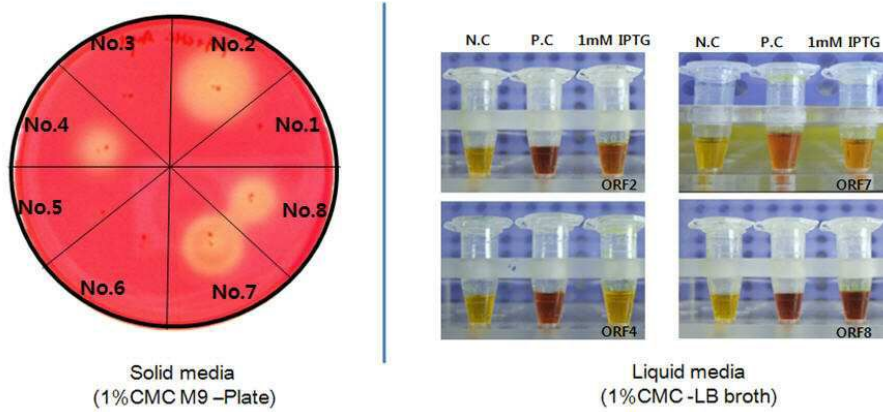 No.3
No.2
No.4
No.1
No.5
No.8
No.6
No.7
Solid media
(1%CMC M9 –Plate)
N.C P.C 1mM IPTG
ORF2
N.C P.C 1mM IPTG
ORF7
ORF4
ORF8
Liquid media
(1%CMC -LB broth)